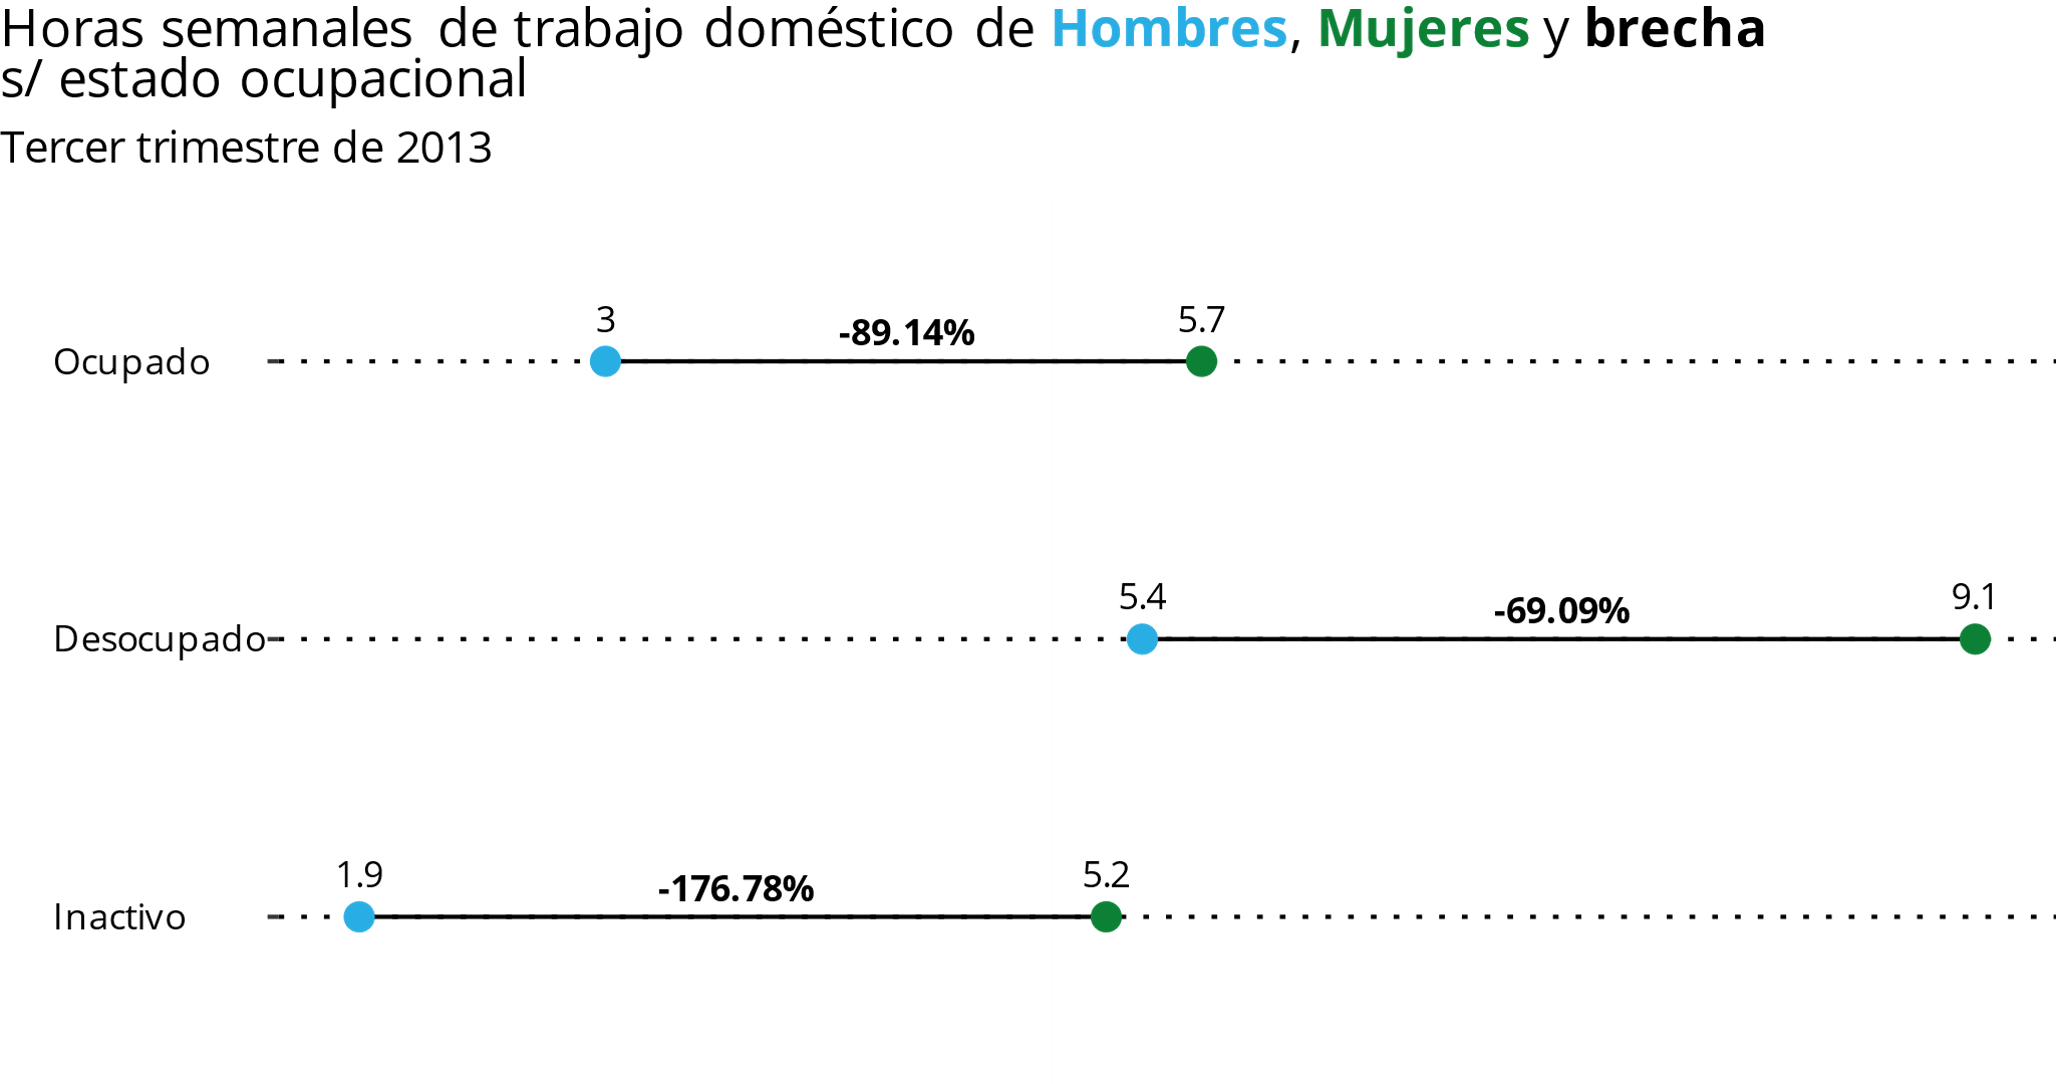 Horas semanales de trabajo doméstico de Hombres, Mujeres y brecha
s/ estado ocupacional
Tercer trimestre de 2013
3
-89.14%
5.7
Ocupado
5.4
-69.09%
9.1
Desocupado
1.9
-176.78%
5.2
Inactivo